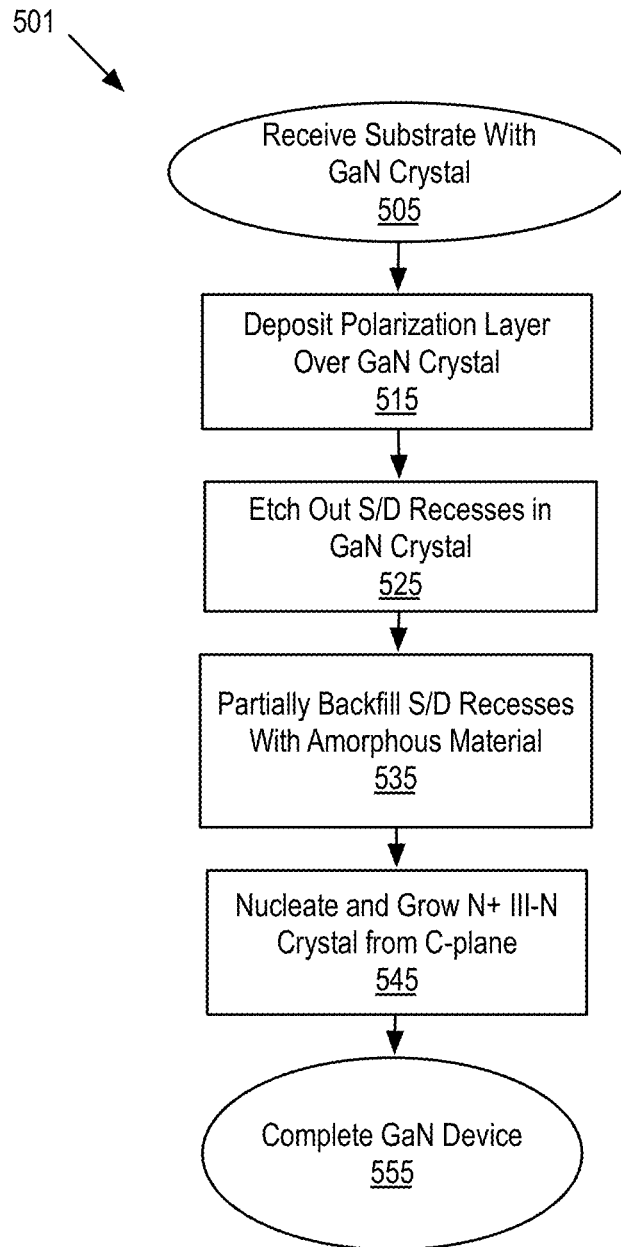 501
Receive Substrate With
GaN Crystal
505
Deposit Polarization Layer
Over GaN Crystal
515
Etch Out S/D Recesses in
GaN Crystal
525
Partially Backfill S/D Recesses
With Amorphous Material
535
Nucleate and Grow N+ III-N
Crystal from C-plane
545
Complete GaN Device
555